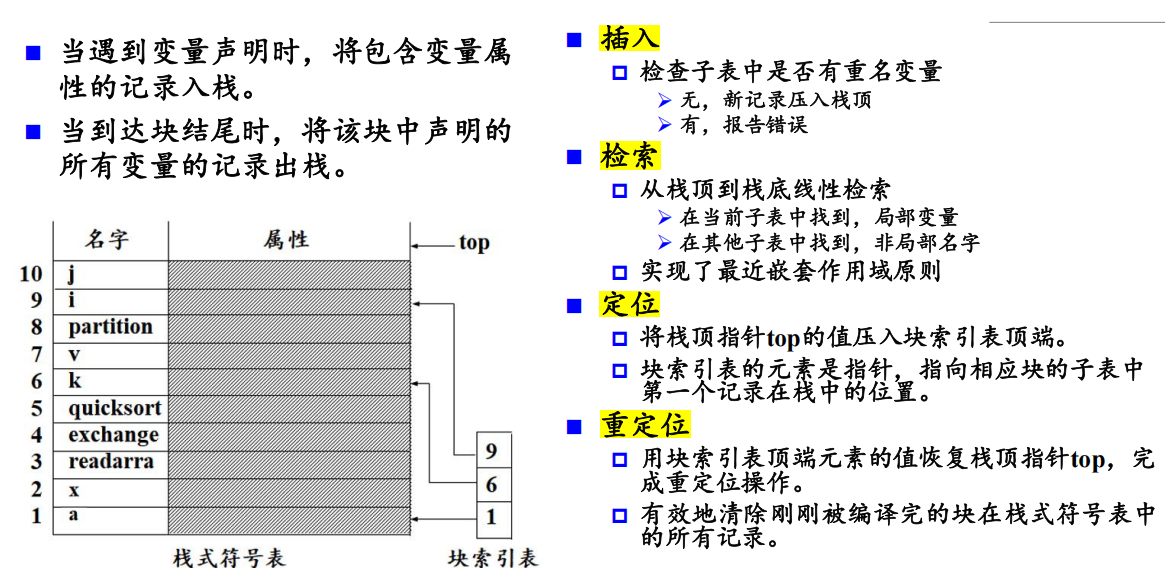 当遇到变量声明时，将包含变量属
性的记录入栈。
当到达块结尾时，将该块中声明的
所有变量的记录出栈。
名字 属性 top
10 j
9 i
8 partition
7 v
6 k
5 quicksort
4 exchange
3 readarra
2 x
1 a
9
6
1
栈式符号表 块索引表
插入
检查子表中是否有重名变量
无，新记录压入栈顶
有，报告错误
检索
从栈顶到栈底线性检索
在当前子表中找到，局部变量
在其他子表中找到，非局部名字
实现了最近嵌套作用域原则
定位
将栈顶指针top的值压入块索引表顶端。
块索引表的元素是指针，指向相应块的子表中
第一个记录在栈中的位置。
重定位
用块索引表顶端元素的值恢复栈顶指针top，完
成重定位操作。
有效地清除刚刚被编译完的块在栈式符号表中
的所有记录。